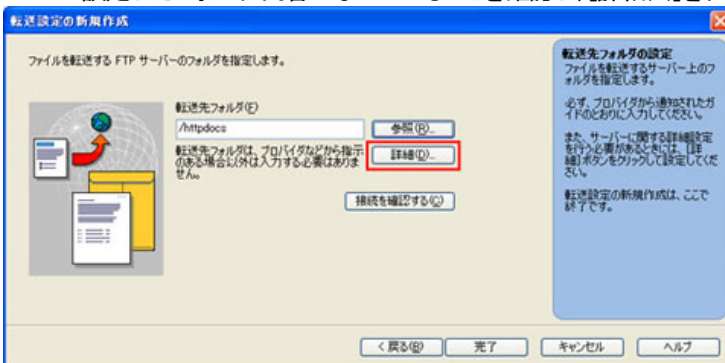 転送設定の新規作成
ファイルを転送する FTP サーバーのフォルダを指定します。
転送先フォルダ(F)
/httpdocs
参照(R)...
転送先フォルダは、プロバイダなどから指示
のある場合以外は入力する必要はありま
せん。
詳細(D)...
接続を確認する(C)
転送先フォルダの設定
ファイルを転送するサーバー上のフ
ォルダを指定します。
必ず、プロバイダから通知されたガ
イドのとおりに入力してください。
また、サーバーに関する詳細設定
を行う必要があるときには、[詳
細]ボタンをクリックして設定してくだ
さい。
転送設定の新規作成は、ここで
終了です。
< 戻る(B)
完了
キャンセル
ヘルプ